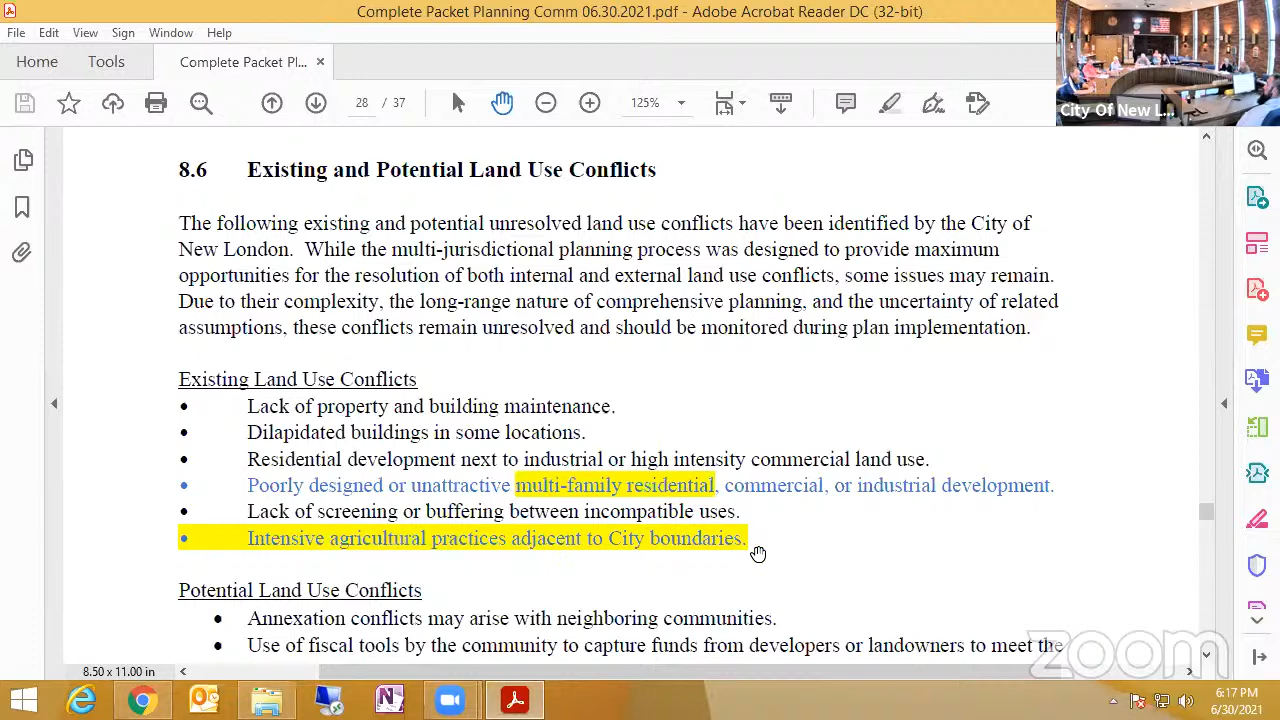 Complete Packet Planning Comm 06.30.2021.pdf - Adobe Acrobat Reader DC (32-bit)
File Edit View Sign Window Help
Home Tools Complete Packet Pl... ×
28 / 37 125%
City Of New L...
8.6 Existing and Potential Land Use Conflicts
The following existing and potential unresolved land use conflicts have been identified by the City of
New London. While the multi-jurisdictional planning process was designed to provide maximum
opportunities for the resolution of both internal and external land use conflicts, some issues may remain.
Due to their complexity, the long-range nature of comprehensive planning, and the uncertainty of related
assumptions, these conflicts remain unresolved and should be monitored during plan implementation.
Existing Land Use Conflicts
• Lack of property and building maintenance.
• Dilapidated buildings in some locations.
• Residential development next to industrial or high intensity commercial land use.
• Poorly designed or unattractive multi-family residential, commercial, or industrial development.
• Lack of screening or buffering between incompatible uses.
• Intensive agricultural practices adjacent to City boundaries.
Potential Land Use Conflicts
• Annexation conflicts may arise with neighboring communities.
• Use of fiscal tools by the community to capture funds from developers or landowners to meet the
zoom
8.50 x 11.00 in
6:17 PM
6/30/2021